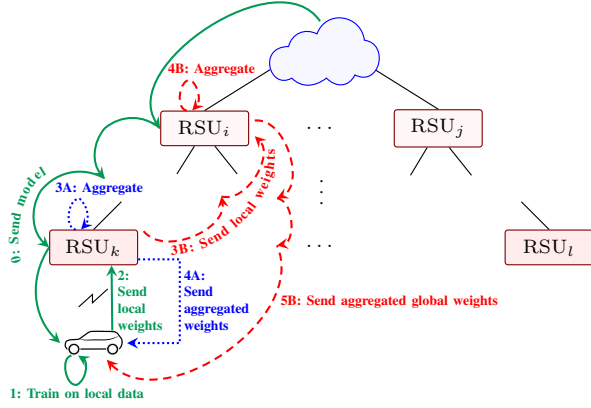 4B: Aggregate
RSU_i
...
RSU_j
0: Send model
3A: Aggregate
3B: Send local weights
RSU_k
...
RSU_l
2:
Send
local
weights
4A:
Send
aggregated
weights
5B: Send aggregated global weights
1: Train on local data